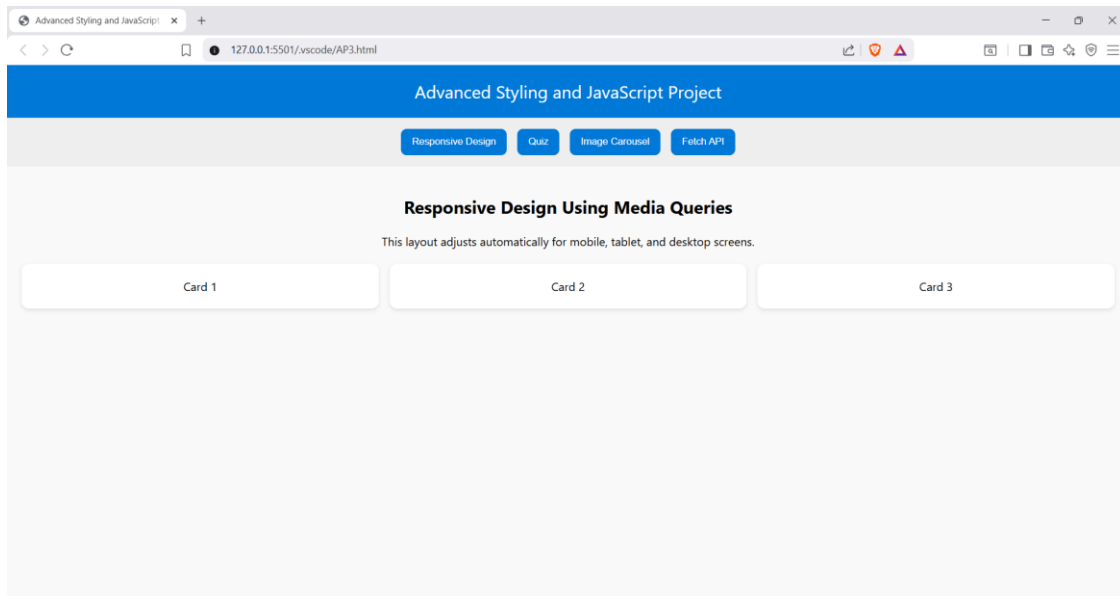 Advanced Styling and JavaScript
127.0.0.1:5501/.vscode/AP3.html
Advanced Styling and JavaScript Project
Responsive Design Quiz Image Carousel Fetch API
Responsive Design Using Media Queries
This layout adjusts automatically for mobile, tablet, and desktop screens.
Card 1 Card 2 Card 3